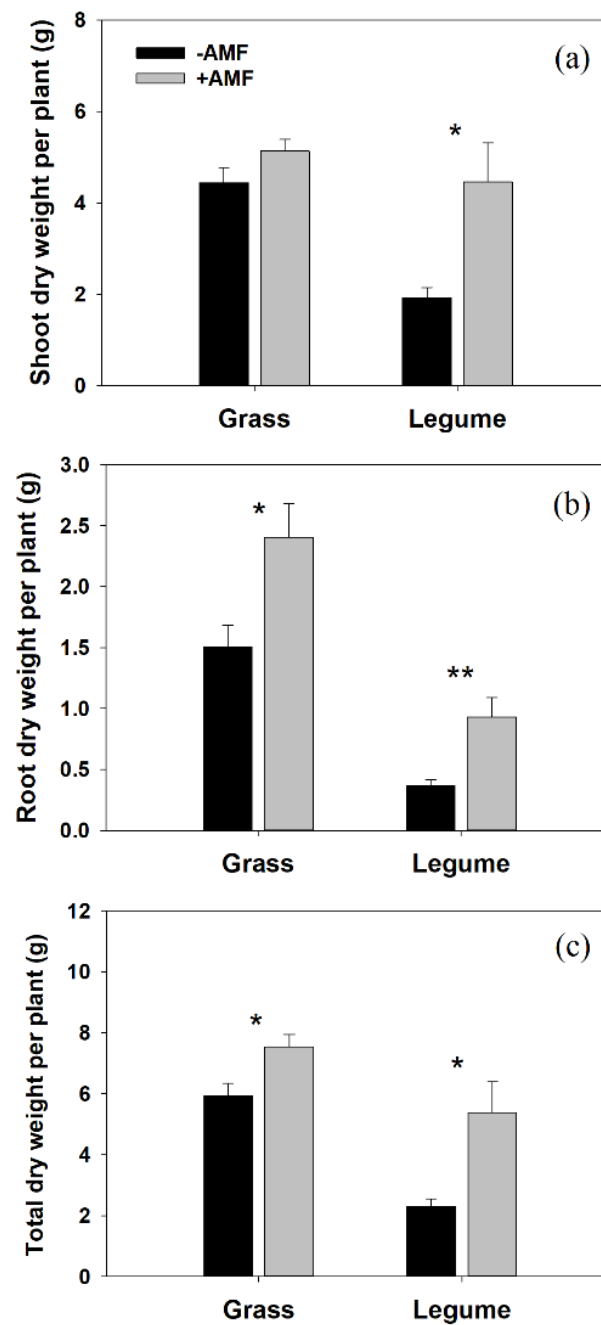 Shoot dry weight per plant (g)
8
6
4
2
0
-AMF
+AMF
(a)
*
Grass Legume
Root dry weight per plant (g)
3.0
2.5
2.0
1.5
1.0
0.5
0.0
(b)
*
**
Grass Legume
Total dry weight per plant (g)
12
10
8
6
4
2
0
(c)
*
*
Grass Legume